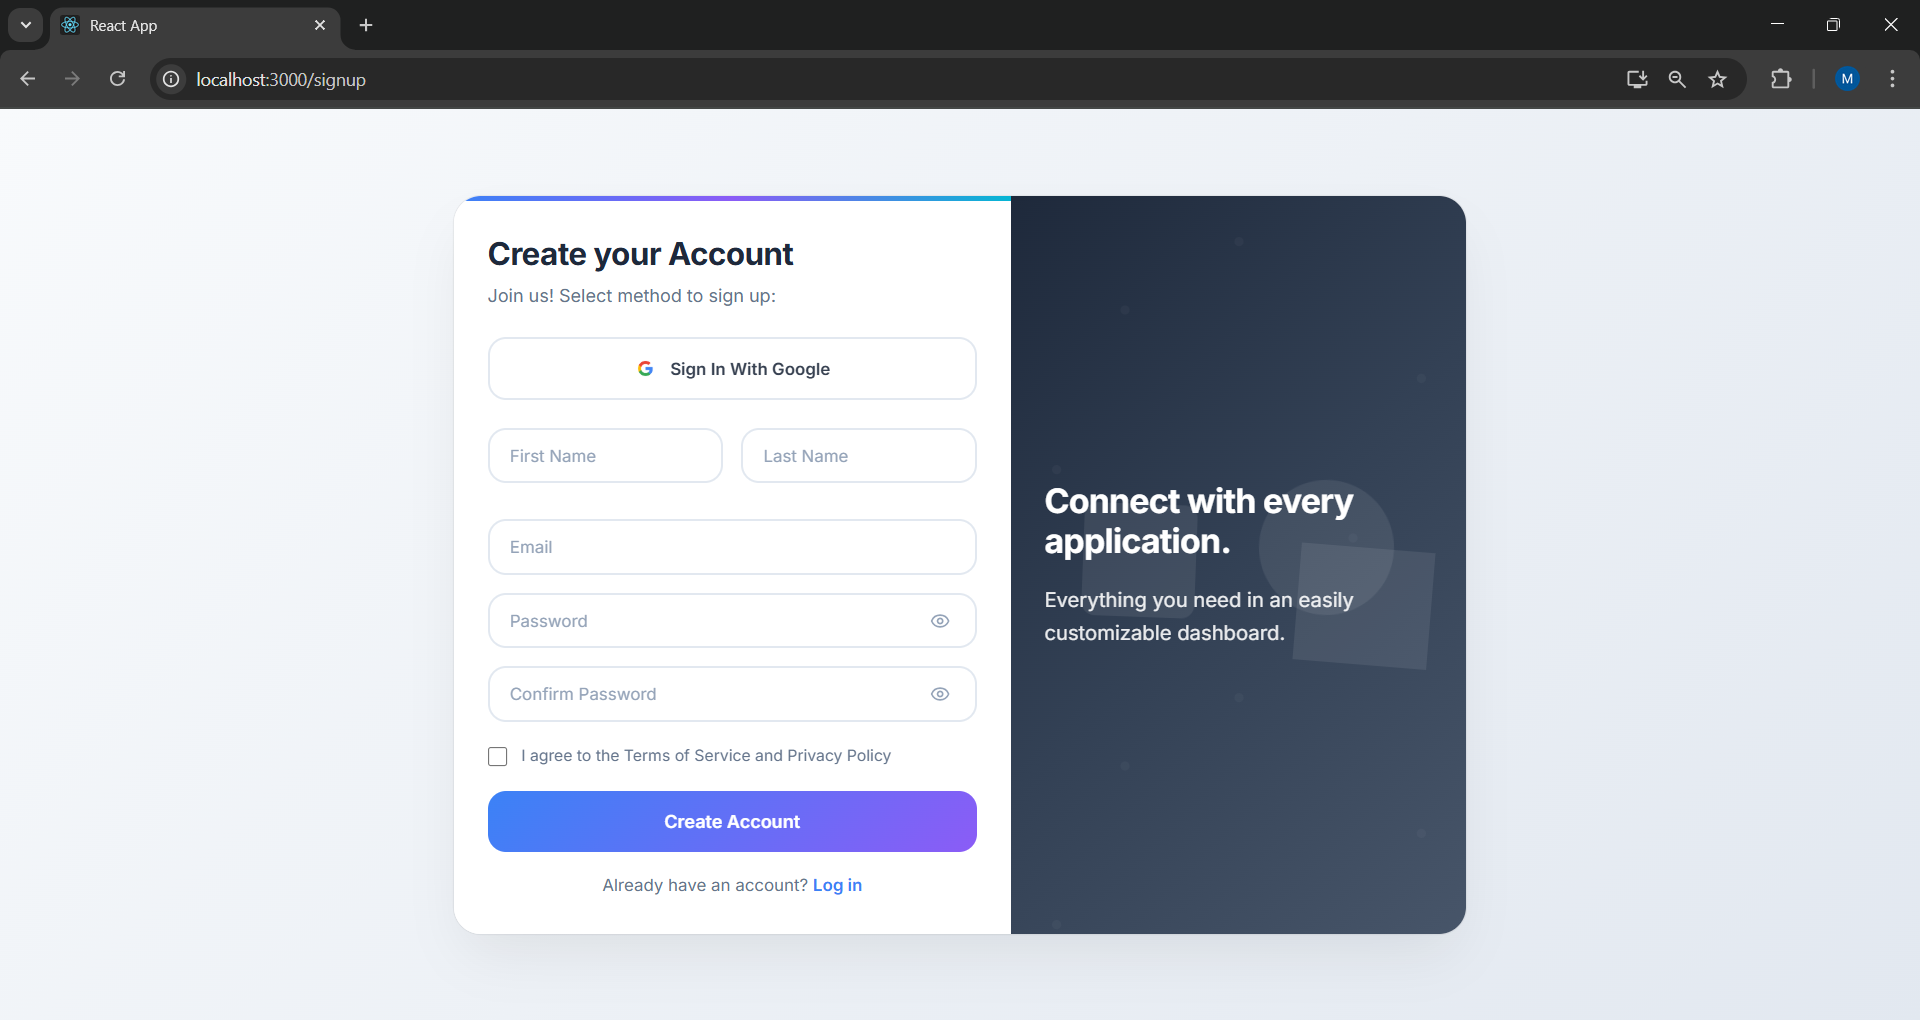 React App
localhost:3000/signup
M
Create your Account
Join us! Select method to sign up:
Sign In With Google
First Name
Last Name
Email
Password
Confirm Password
I agree to the Terms of Service and Privacy Policy
Create Account
Already have an account? Log in
Connect with every
application.
Everything you need in an easily
customizable dashboard.